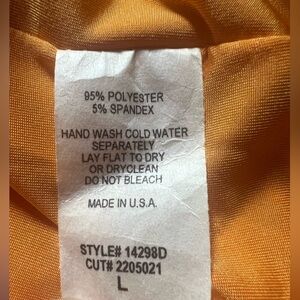 95% POLYESTER
5% SPANDEX
HAND WASH COLD WATER
SEPARATELY
LAY FLAT TO DRY
OR DRYCLEAN
DO NOT BLEACH
MADE IN U.S.A.
STYLE# 14298D
CUT# 2205021
L